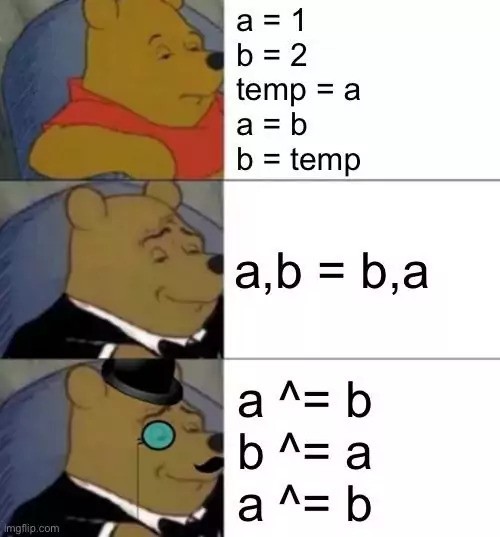 a = 1
b = 2
temp = a
a = b
b = temp
a,b = b,a
a ^= b
b ^= a
a ^= b
imgflip.com